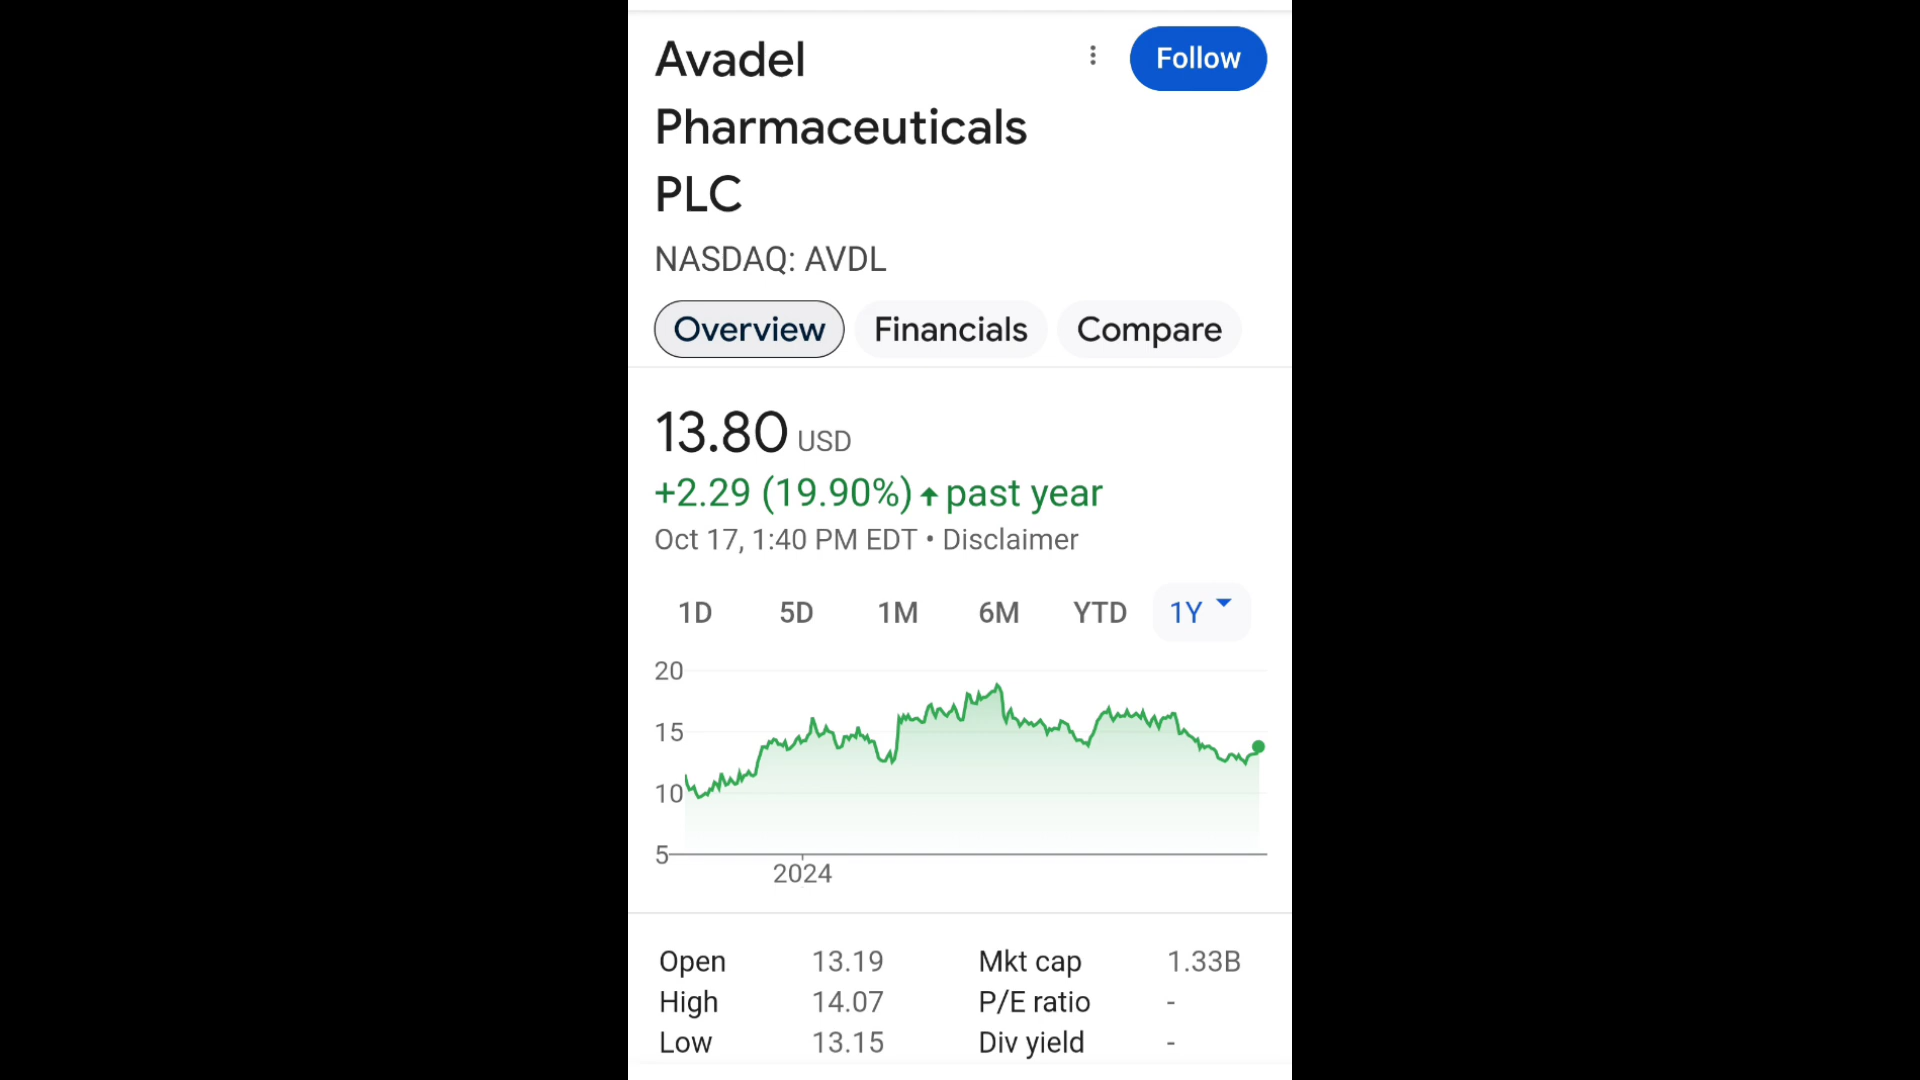 Avadel
Pharmaceuticals
PLC
Follow
NASDAQ: AVDL
Overview Financials Compare
13.80 USD
+2.29 (19.90%) ↑ past year
Oct 17, 1:40 PM EDT • Disclaimer
1D 5D 1M 6M YTD 1Y
20
15
10
5
2024
Open 13.19 Mkt cap 1.33B
High 14.07 P/E ratio -
Low 13.15 Div yield -